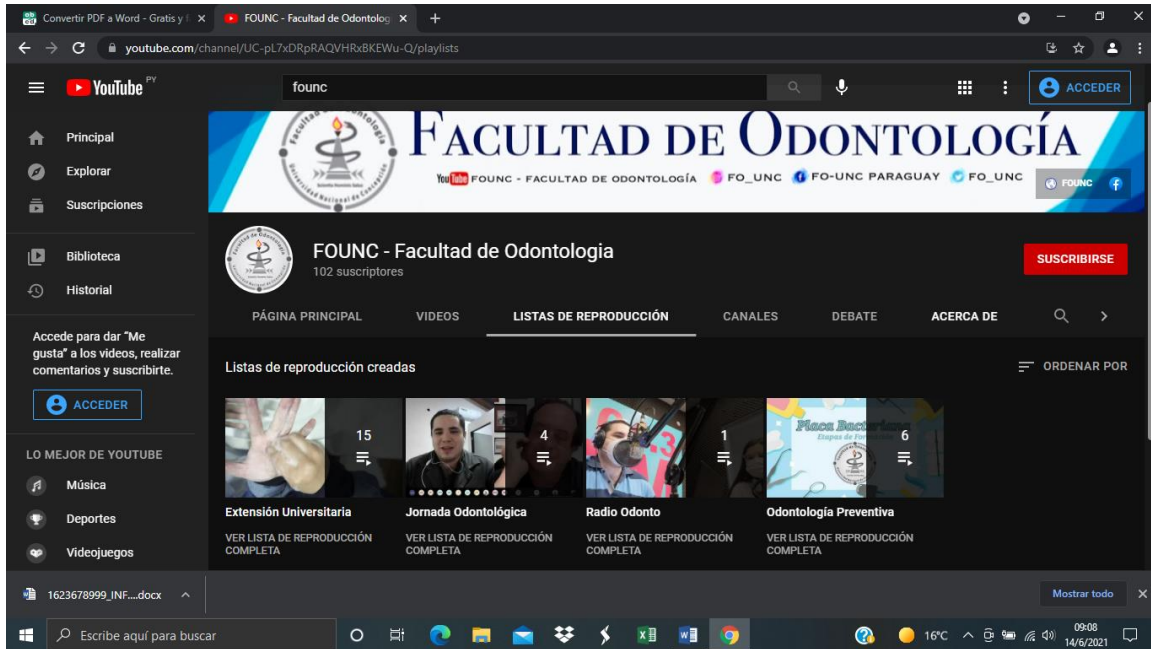 Convertir PDF a Word - Gratis y f
FOUNC - Facultad de Odontolog
youtube.com/channel/UC-pL7xDRpRAQVHRxBKEWu-Q/playlists
YouTube PY
founc
ACCEDER
Principal
Explorar
Suscripciones
Biblioteca
Historial
Accede para dar "Me
gusta" a los videos, realizar
comentarios y suscribirte.
ACCEDER
LO MEJOR DE YOUTUBE
Música
Deportes
Videojuegos
FACULTAD DE ODONTOLOGÍA
YouTube FOUNC - FACULTAD DE ODONTOLOGÍA FO_UNC FO-UNC PARAGUAY FO_UNC
FOUNC
FOUNC - Facultad de Odontologia
102 suscriptores
SUSCRIBIRSE
PÁGINA PRINCIPAL VIDEOS LISTAS DE REPRODUCCIÓN CANALES DEBATE ACERCA DE
Listas de reproducción creadas
ORDENAR POR
15
Extensión Universitaria
VER LISTA DE REPRODUCCIÓN
COMPLETA
4
Jornada Odontológica
VER LISTA DE REPRODUCCIÓN
COMPLETA
1
Radio Odonto
VER LISTA DE REPRODUCCIÓN
COMPLETA
Placa Bacteriana
6
Odontología Preventiva
VER LISTA DE REPRODUCCIÓN
COMPLETA
1623678999_INF....docx
Mostrar todo
Escribe aquí para buscar
16°C
09:08
14/6/2021